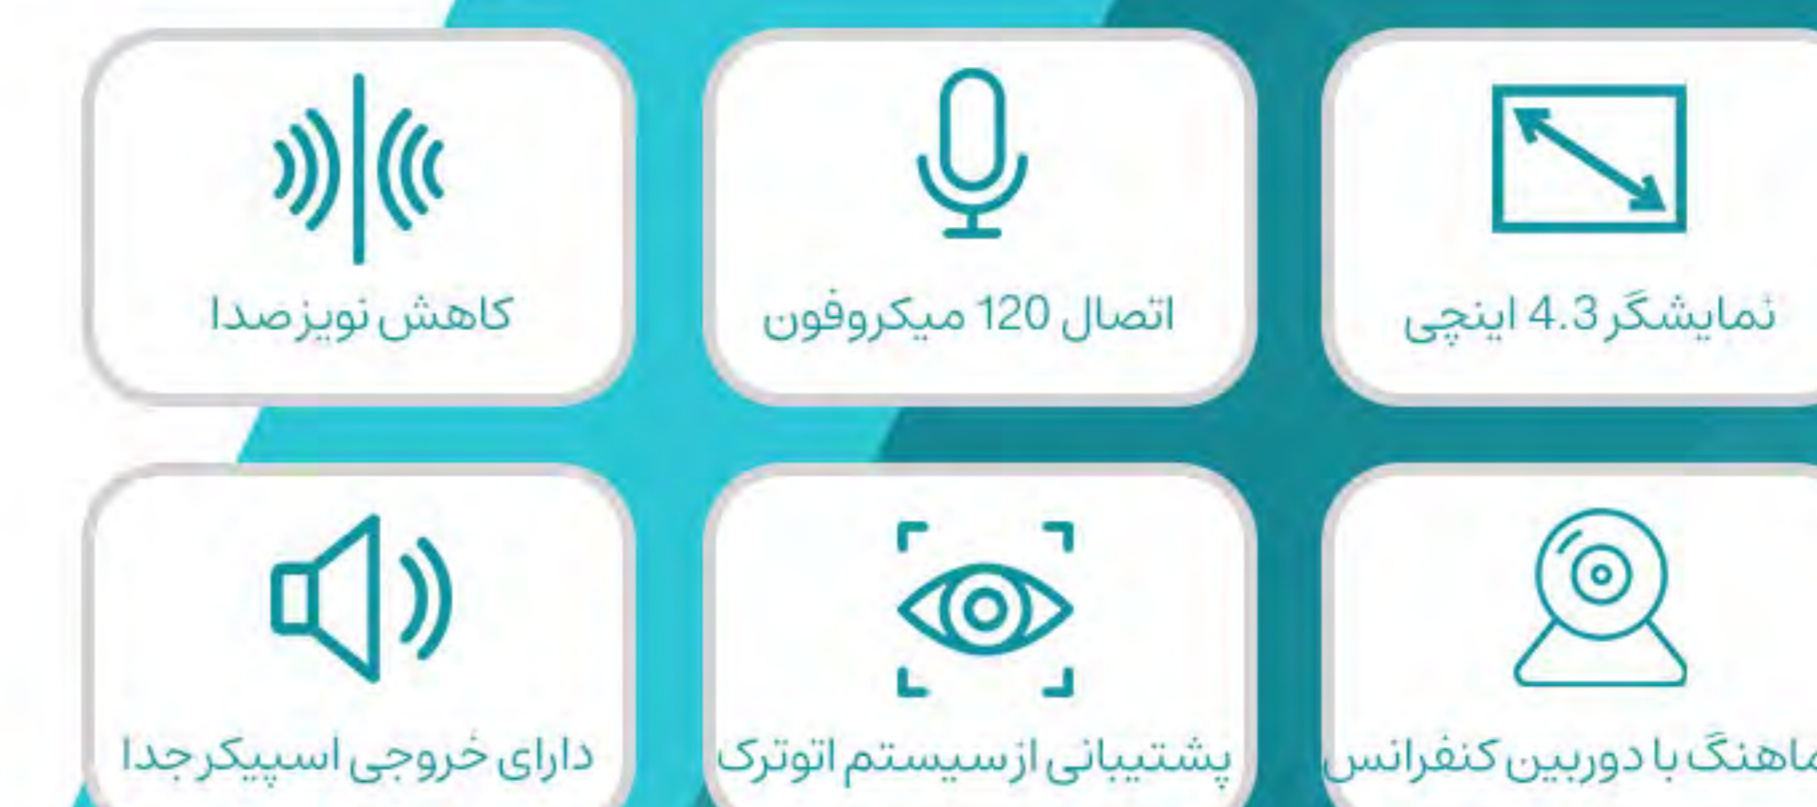 نمایشگر 4.3 اینچی
اتصال 120 میکروفون
کاهش نویز صدا
با دوربین کنفرانس
پشتیبانی از سیستم اتوترک
دارای خروجی اسپیکر جدا